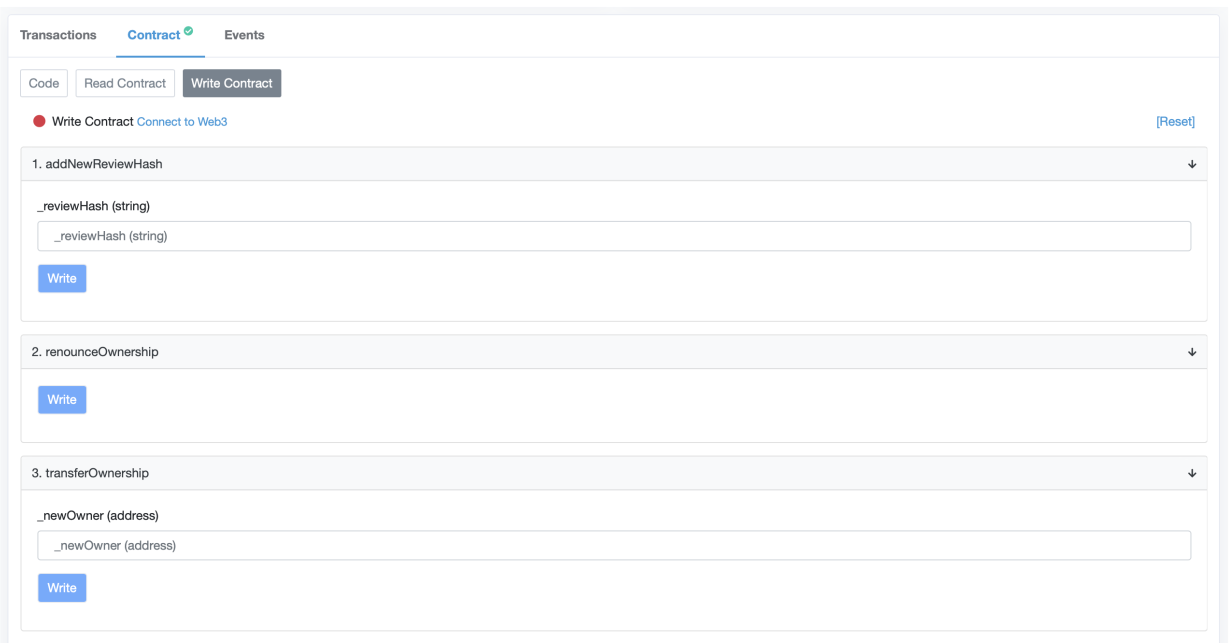 Transactions Contract Events
Code Read Contract Write Contract
Write Contract Connect to Web3 [Reset]
1. addNewReviewHash
_reviewHash (string)
_reviewHash (string)
Write
2. renounceOwnership
Write
3. transferOwnership
_newOwner (address)
_newOwner (address)
Write